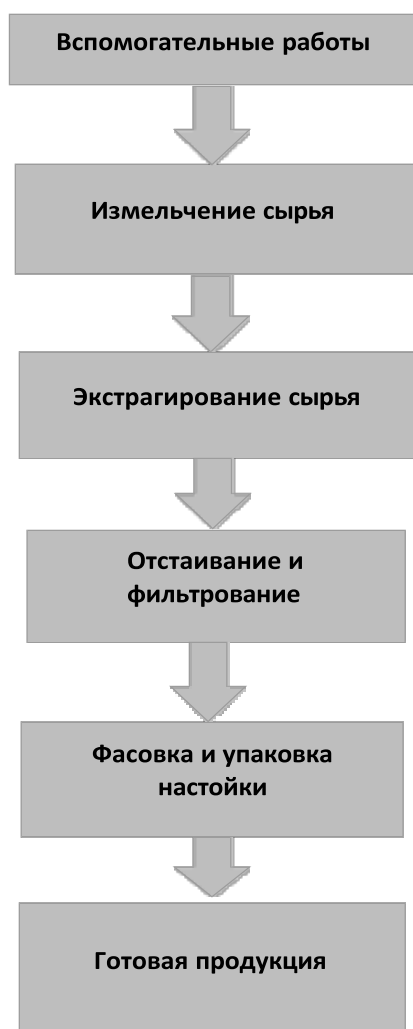 Вспомогательные работы
Измельчение сырья
Экстрагирование сырья
Отстаивание и
фильтрование
Фасовка и упаковка
настойки
Готовая продукция